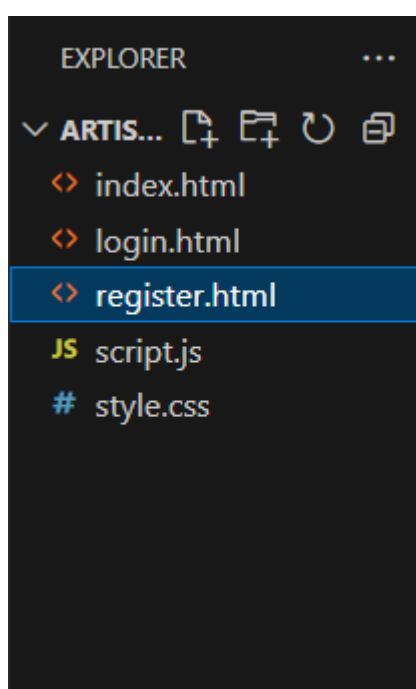 EXPLORER
ARTIS...
index.html
login.html
register.html
JS script.js
# style.css